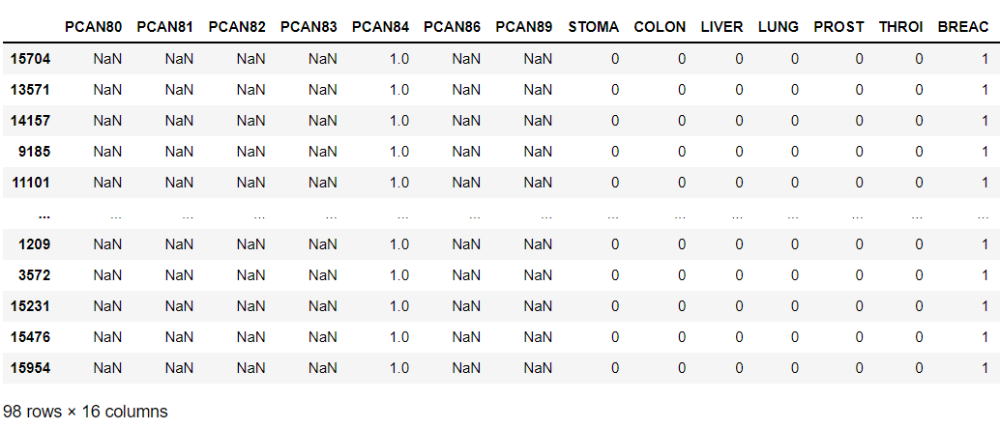 PCAN80 PCAN81 PCAN82 PCAN83 PCAN84 PCAN86 PCAN89 STOMA COLON LIVER LUNG PROST THROI BREAC
15704 NaN NaN NaN NaN 1.0 NaN NaN 0 0 0 0 0 0 1
13571 NaN NaN NaN NaN 1.0 NaN NaN 0 0 0 0 0 0 1
14157 NaN NaN NaN NaN 1.0 NaN NaN 0 0 0 0 0 0 1
9185 NaN NaN NaN NaN 1.0 NaN NaN 0 0 0 0 0 0 1
11101 NaN NaN NaN NaN 1.0 NaN NaN 0 0 0 0 0 0 1
... ... ... ... ... ... ... ... ... ... ... ... ... ... ...
1209 NaN NaN NaN NaN 1.0 NaN NaN 0 0 0 0 0 0 1
3572 NaN NaN NaN NaN 1.0 NaN NaN 0 0 0 0 0 0 1
15231 NaN NaN NaN NaN 1.0 NaN NaN 0 0 0 0 0 0 1
15476 NaN NaN NaN NaN 1.0 NaN NaN 0 0 0 0 0 0 1
15954 NaN NaN NaN NaN 1.0 NaN NaN 0 0 0 0 0 0 1
98 rows × 16 columns